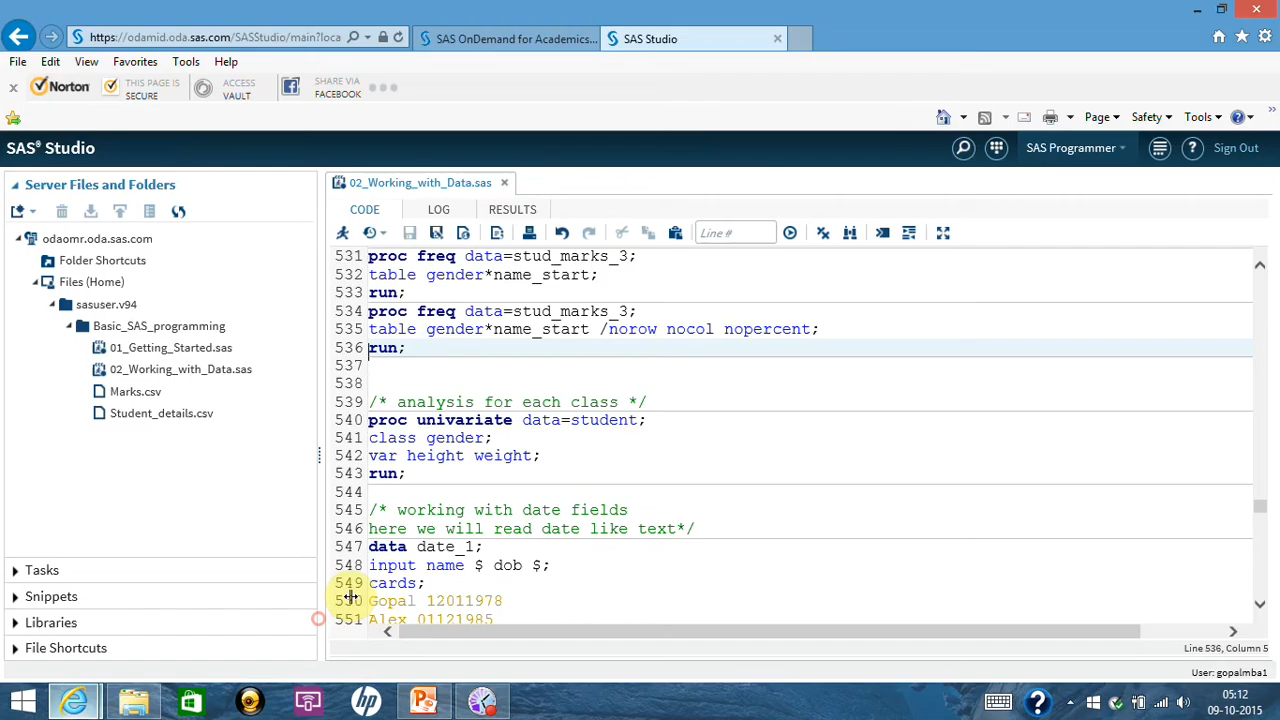 https://odamid.oda.sas.com/SASStudio/main?loca
SAS OnDemand for Academics...
SAS Studio
File Edit View Favorites Tools Help
Norton
THIS PAGE IS SECURE
ACCESS VAULT
SHARE VIA FACEBOOK
Page Safety Tools
SAS® Studio
SAS Programmer
Sign Out
Server Files and Folders
odaomr.oda.sas.com
Folder Shortcuts
Files (Home)
sasuser.v94
Basic_SAS_programming
01_Getting_Started.sas
02_Working_with_Data.sas
Marks.csv
Student_details.csv
Tasks
Snippets
Libraries
File Shortcuts
02_Working_with_Data.sas
CODE LOG RESULTS
Line #
531 proc freq data=stud_marks_3;
532 table gender*name_start;
533 run;
534 proc freq data=stud_marks_3;
535 table gender*name_start /norow nocol nopercent;
536 run;
537
538
539 /* analysis for each class */
540 proc univariate data=student;
541 class gender;
542 var height weight;
543 run;
544
545 /* working with date fields
546 here we will read date like text*/
547 data date_1;
548 input name $ dob $;
549 cards;
550 Gopal 12011978
551 Alex 01121985
Line 536, Column 5
User: gopalmba1
hp
05:12
09-10-2015